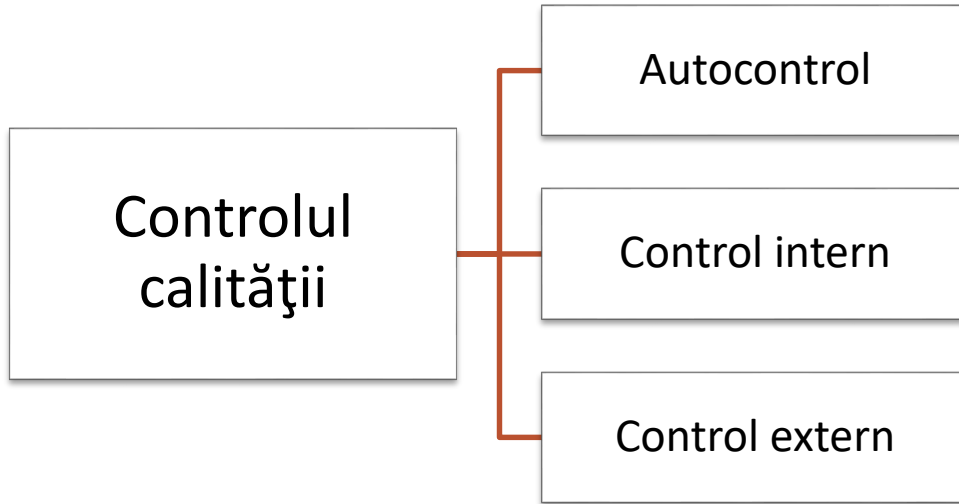 Autocontrol
Controlul
calităţii
Control intern
Control extern